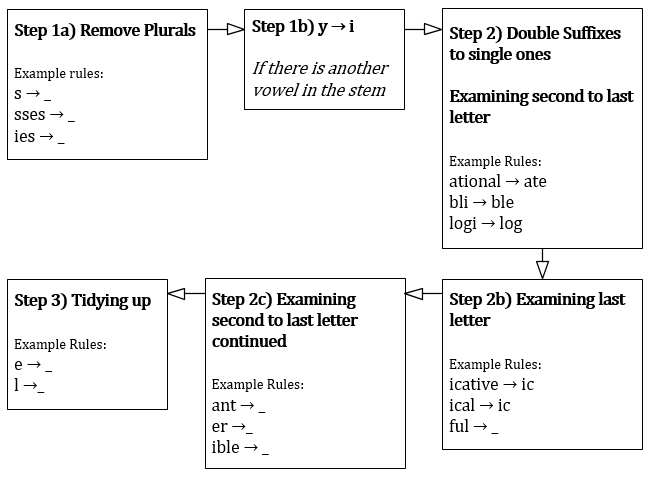 Step 1a) Remove Plurals
Example rules:
s → _
sses → _
ies → _
Step 1b) y → i
If there is another
vowel in the stem
Step 2) Double Suffixes
to single ones
Examining second to last
letter
Example Rules:
ational → ate
bli → ble
logi → log
Step 2b) Examining last
letter
Example Rules:
icative → ic
ical → ic
ful → _
Step 2c) Examining
second to last letter
continued
Example Rules:
ant → _
er →_
ible → _
Step 3) Tidying up
Example Rules:
e → _
l →_